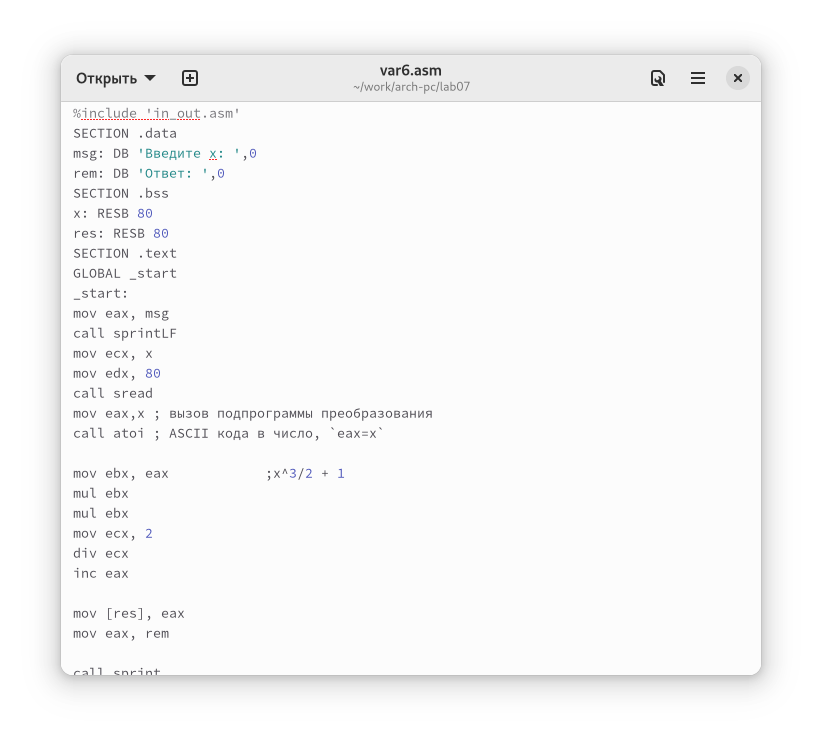 Открыть
var6.asm
~/work/arch-pc/lab07
%include 'in_out.asm'
SECTION .data
msg: DB 'Введите x: ',0
rem: DB 'Ответ: ',0
SECTION .bss
x: RESB 80
res: RESB 80
SECTION .text
GLOBAL _start
_start:
mov eax, msg
call sprintLF
mov ecx, x
mov edx, 80
call sread
mov eax,x ; вызов подпрограммы преобразования
call atoi ; ASCII кода в число, `eax=x`
mov ebx, eax            ;x^3/2 + 1
mul ebx
mul ebx
mov ecx, 2
div ecx
inc eax
mov [res], eax
mov eax, rem
call sprint